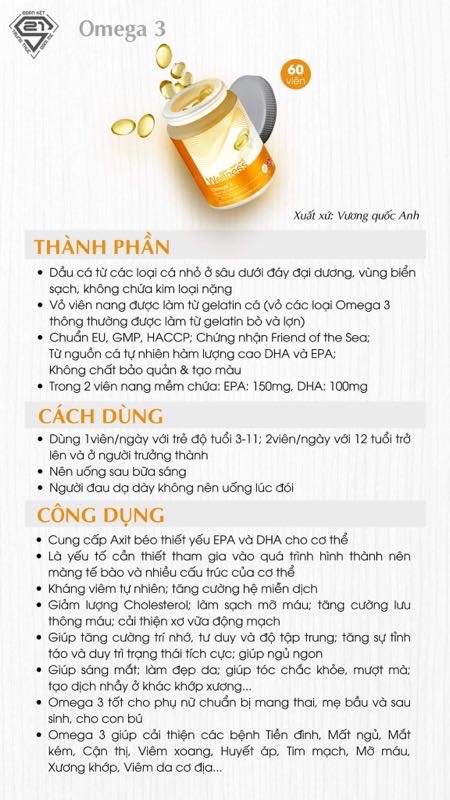 ĐOÀN KẾT
21
TRUNG THỰC
Omega 3
60
viên
Wellness
Omega 3
Xuất xứ: Vương quốc Anh
THÀNH PHẦN
• Dầu cá từ các loại cá nhỏ ở sâu dưới đáy đại dương, vùng biển
sạch, không chứa kim loại nặng
• Vỏ viên nang được làm từ gelatin cá (vỏ các loại Omega 3
thông thường được làm từ gelatin bò và lợn)
• Chuẩn EU, GMP, HACCP; Chứng nhận Friend of the Sea;
Từ nguồn cá tự nhiên hàm lượng cao DHA và EPA;
Không chất bảo quản & tạo màu
• Trong 2 viên nang mềm chứa: EPA: 150mg, DHA: 100mg
CÁCH DÙNG
• Dùng 1viên/ngày với trẻ độ tuổi 3-11; 2viên/ngày với 12 tuổi trở
lên và ở người trưởng thành
• Nên uống sau bữa sáng
• Người đau dạ dày không nên uống lúc đói
CÔNG DỤNG
• Cung cấp Axit béo thiết yếu EPA và DHA cho cơ thể
• Là yếu tố cần thiết tham gia vào quá trình hình thành nên
màng tế bào và nhiều cấu trúc của cơ thể
• Kháng viêm tự nhiên; tăng cường hệ miễn dịch
• Giảm lượng Cholesterol; làm sạch mỡ máu; tăng cường lưu
thông máu; cải thiện xơ vữa động mạch
• Giúp tăng cường trí nhớ, tư duy và độ tập trung; tăng sự tỉnh
táo và duy trì trạng thái tích cực; giúp ngủ ngon
• Giúp sáng mắt; làm đẹp da; giúp tóc chắc khỏe, mượt mà;
tạo dịch nhầy ở khác khớp xương...
• Omega 3 tốt cho phụ nữ chuẩn bị mang thai, mẹ bầu và sau
sinh, cho con bú
• Omega 3 giúp cải thiện các bệnh Tiền đình, Mất ngủ, Mắt
kém, Cận thị, Viêm xoang, Huyết áp, Tim mạch, Mỡ máu,
Xương khớp, Viêm da cơ địa...